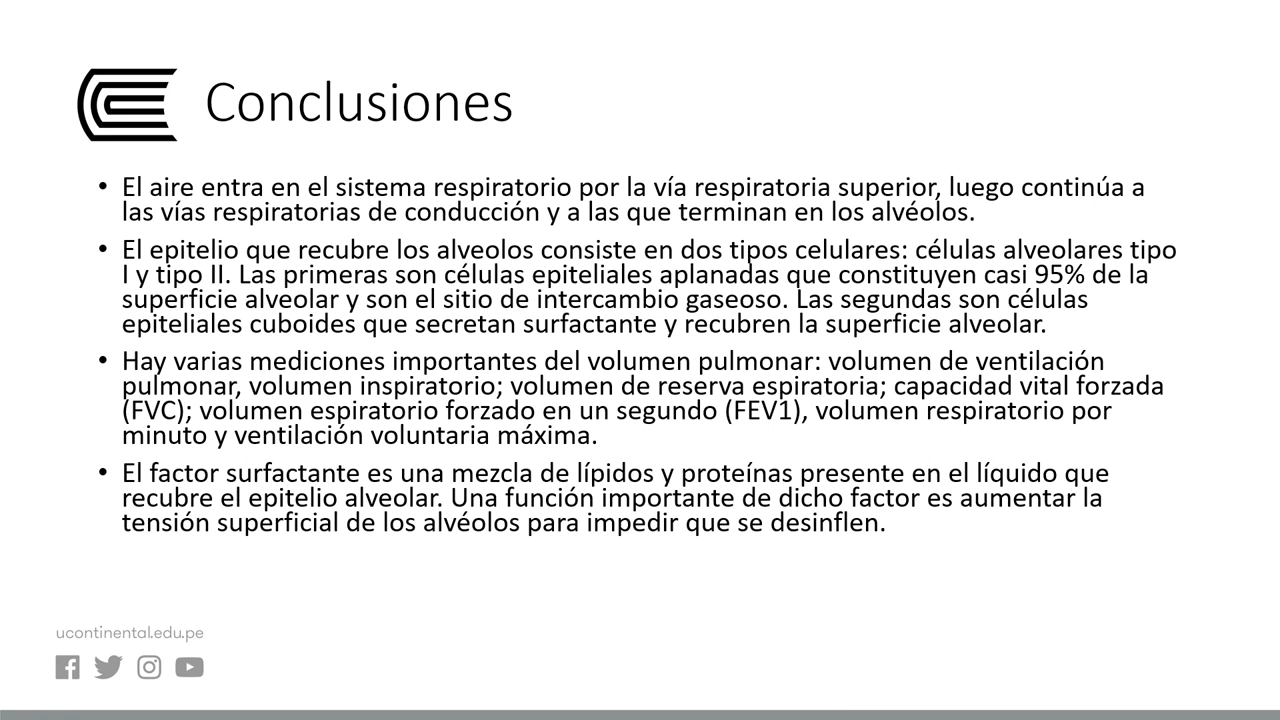 Conclusiones
• El aire entra en el sistema respiratorio por la vía respiratoria superior, luego continúa a
las vías respiratorias de conducción y a las que terminan en los alvéolos.
• El epitelio que recubre los alveolos consiste en dos tipos celulares: células alveolares tipo
I y tipo II. Las primeras son células epiteliales aplanadas que constituyen casi 95% de la
superficie alveolar y son el sitio de intercambio gaseoso. Las segundas son células
epiteliales cuboides que secretan surfactante y recubren la superficie alveolar.
• Hay varias mediciones importantes del volumen pulmonar: volumen de ventilación
pulmonar, volumen inspiratorio; volumen de reserva espiratoria; capacidad vital forzada
(FVC); volumen espiratorio forzado en un segundo (FEV1), volumen respiratorio por
minuto y ventilación voluntaria máxima.
• El factor surfactante es una mezcla de lípidos y proteínas presente en el líquido que
recubre el epitelio alveolar. Una función importante de dicho factor es aumentar la
tensión superficial de los alvéolos para impedir que se desinflen.
ucontinental.edu.pe